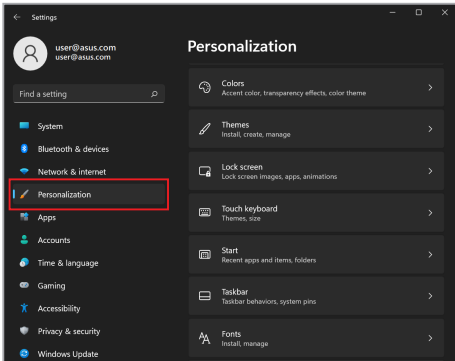 Settings
user@asus.com
user@asus.com
Find a setting
System
Bluetooth & devices
Network & internet
Personalization
Apps
Accounts
Time & language
Gaming
Accessibility
Privacy & security
Windows Update
Personalization
Colors
Accent color, transparency effects, color theme
Themes
Install, create, manage
Lock screen
Lock screen images, apps, animations
Touch keyboard
Themes, size
Start
Recent apps and items, folders
Taskbar
Taskbar behaviors, system pins
Fonts
Install, manage